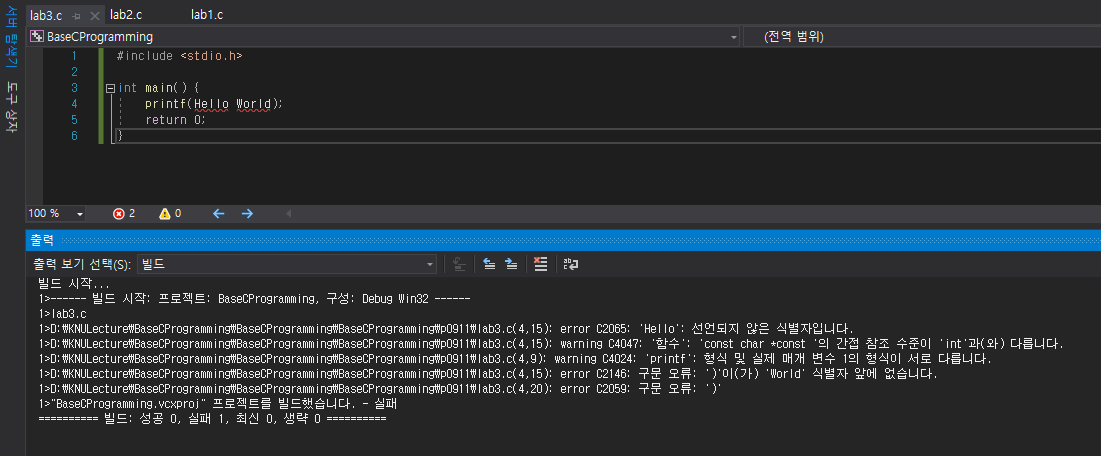 lab3.c lab2.c lab1.c
서버 탐색기
도구 상자
BaseCProgramming (전역 범위)
1 #include <stdio.h>
2
3 int main() {
4 printf(Hello World);
5 return 0;
6 }
100 % 2 0
출력
출력 보기 선택(S): 빌드
빌드 시작...
1>------ 빌드 시작: 프로젝트: BaseCProgramming, 구성: Debug Win32 ------
1>lab3.c
1>D:\KNULecture\BaseCProgramming\BaseCProgramming\BaseCProgramming\p0911\lab3.c(4,15): error C2065: 'Hello': 선언되지 않은 식별자입니다.
1>D:\KNULecture\BaseCProgramming\BaseCProgramming\BaseCProgramming\p0911\lab3.c(4,15): warning C4047: '함수': 'const char *const '의 간접 참조 수준이 'int'과(와) 다릅니다.
1>D:\KNULecture\BaseCProgramming\BaseCProgramming\BaseCProgramming\p0911\lab3.c(4,9): warning C4024: 'printf': 형식 및 실제 매개 변수 1의 형식이 서로 다릅니다.
1>D:\KNULecture\BaseCProgramming\BaseCProgramming\BaseCProgramming\p0911\lab3.c(4,15): error C2146: 구문 오류: ')'이(가) 'World' 식별자 앞에 없습니다.
1>D:\KNULecture\BaseCProgramming\BaseCProgramming\BaseCProgramming\p0911\lab3.c(4,20): error C2059: 구문 오류: ')'
1>"BaseCProgramming.vcxproj" 프로젝트를 빌드했습니다. - 실패
========== 빌드: 성공 0, 실패 1, 최신 0, 생략 0 ==========